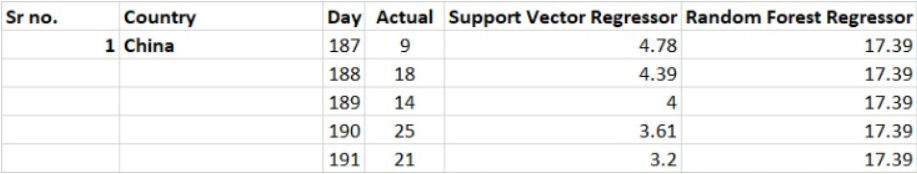 Sr no. Country Day Actual Support Vector Regressor Random Forest Regressor
1 China 187 9 4.78 17.39
188 18 4.39 17.39
189 14 4 17.39
190 25 3.61 17.39
191 21 3.2 17.39